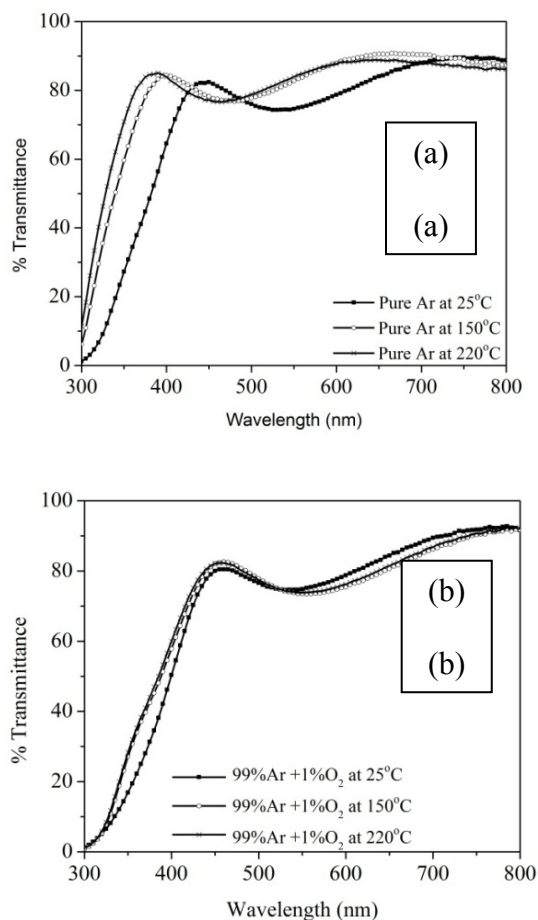 100
80
60
40
20
0
% Transmittance
(a)
(a)
Pure Ar at 25°C
Pure Ar at 150°C
Pure Ar at 220°C
300 400 500 600 700 800
Wavelength (nm)
100
80
60
40
20
0
% Transmittance
(b)
(b)
99%Ar +1%O₂ at 25°C
99%Ar +1%O₂ at 150°C
99%Ar +1%O₂ at 220°C
300 400 500 600 700 800
Wavelength (nm)